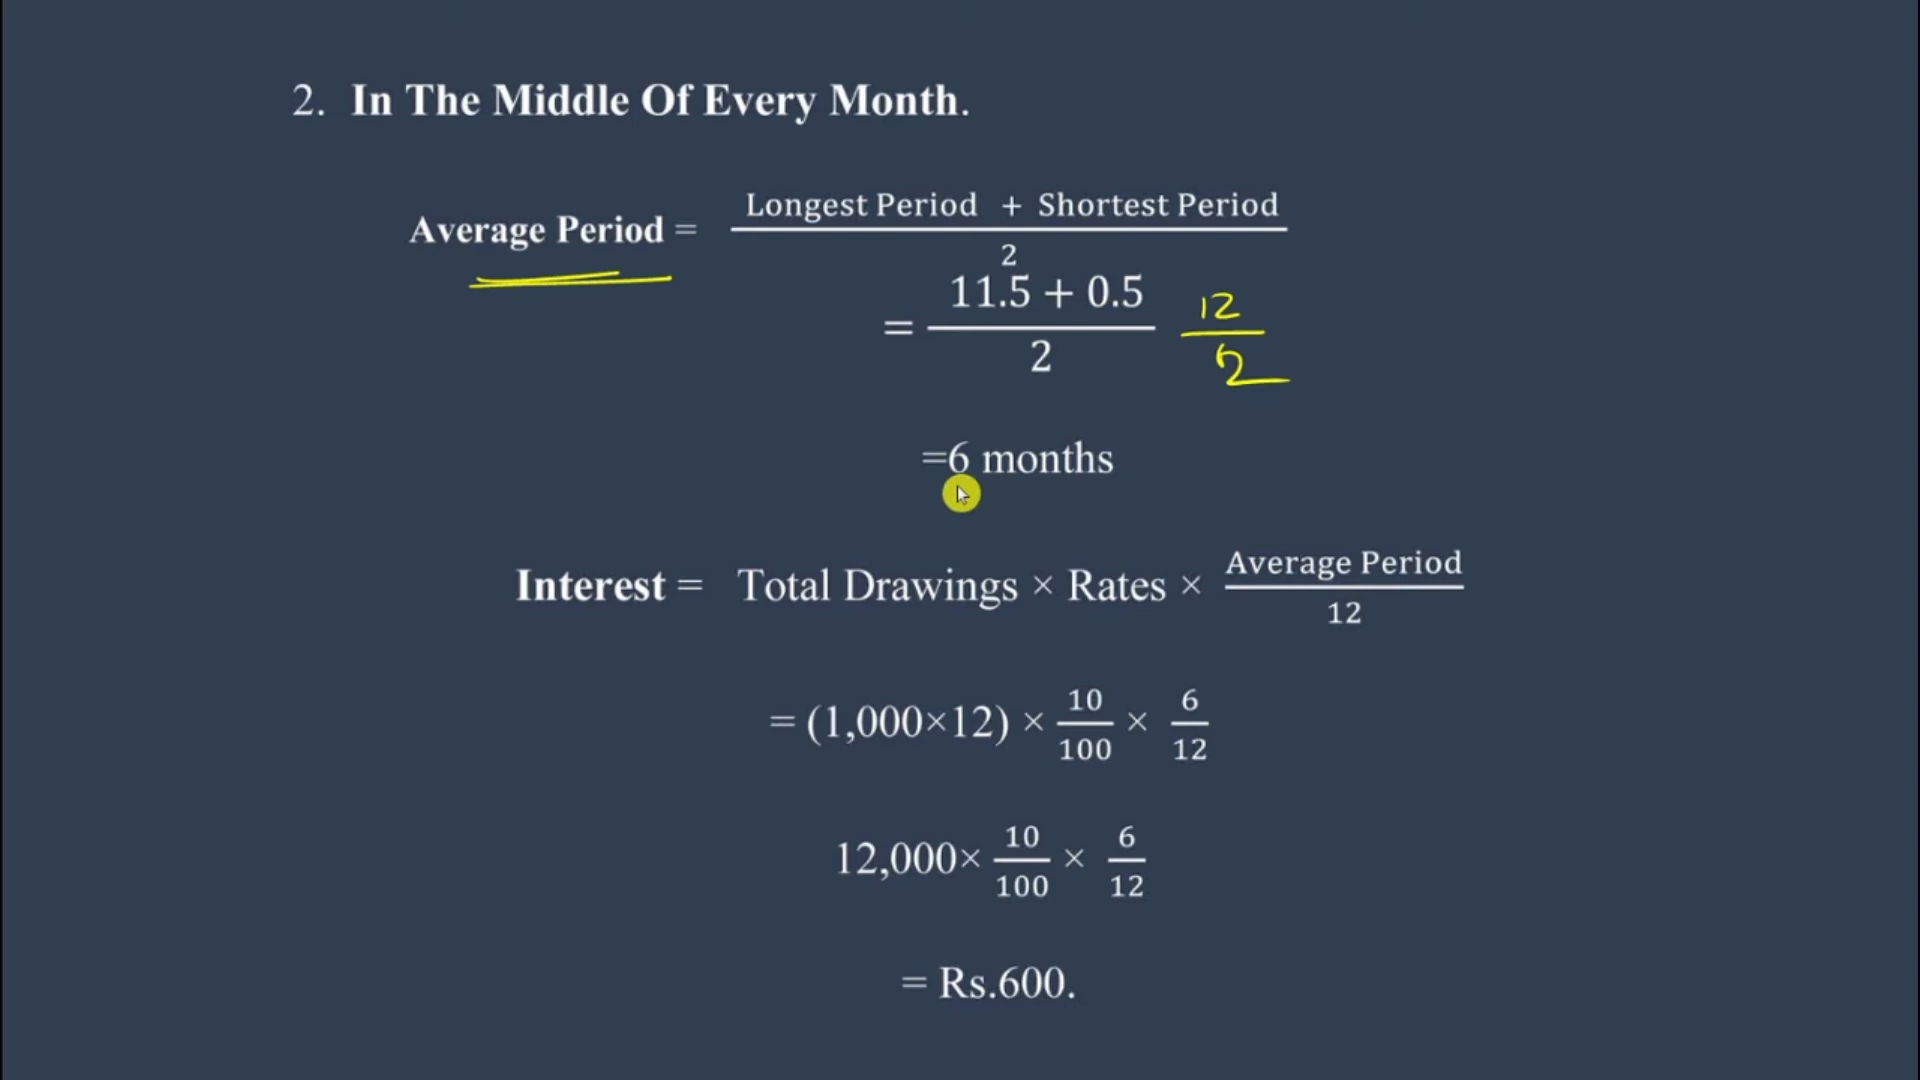 2. In The Middle Of Every Month.
Average Period = Longest Period + Shortest Period
2
= 11.5 + 0.5
2
12
2
=6 months
Interest = Total Drawings × Rates × Average Period
12
= (1,000×12) × 10/100 × 6/12
12,000× 10/100 × 6/12
= Rs.600.